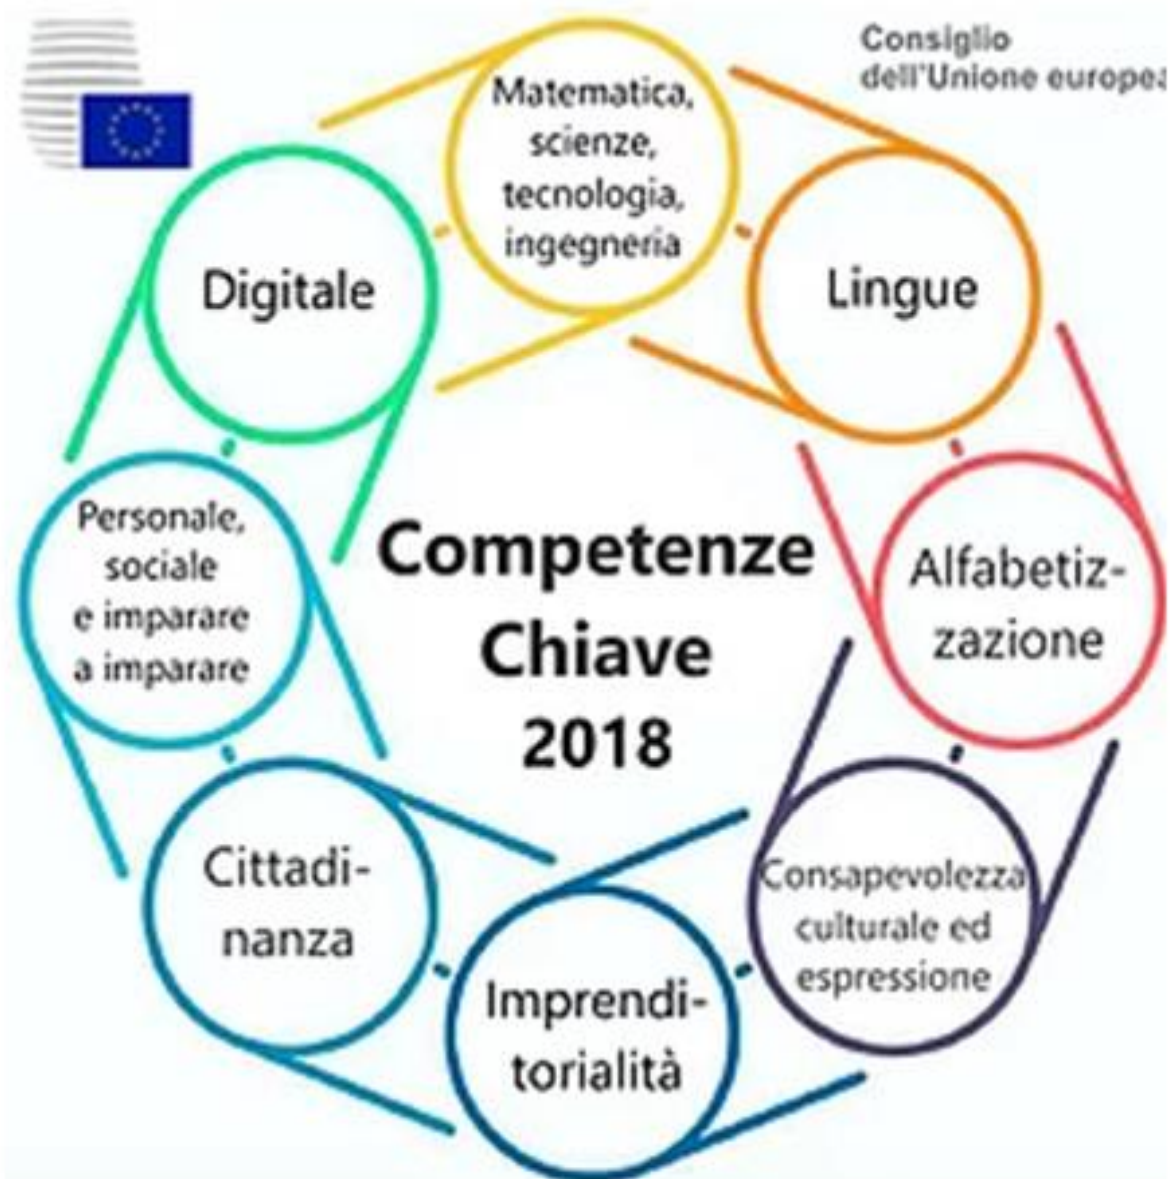 Consiglio
dell'Unione europea
Matematica,
scienze,
tecnologia,
ingegneria
Lingue
Alfabetiz-
zazione
Consapevolezza
culturale ed
espressione
Imprendi-
torialità
Cittadi-
nanza
Personale,
sociale
e imparare
a imparare
Digitale
Competenze
Chiave
2018